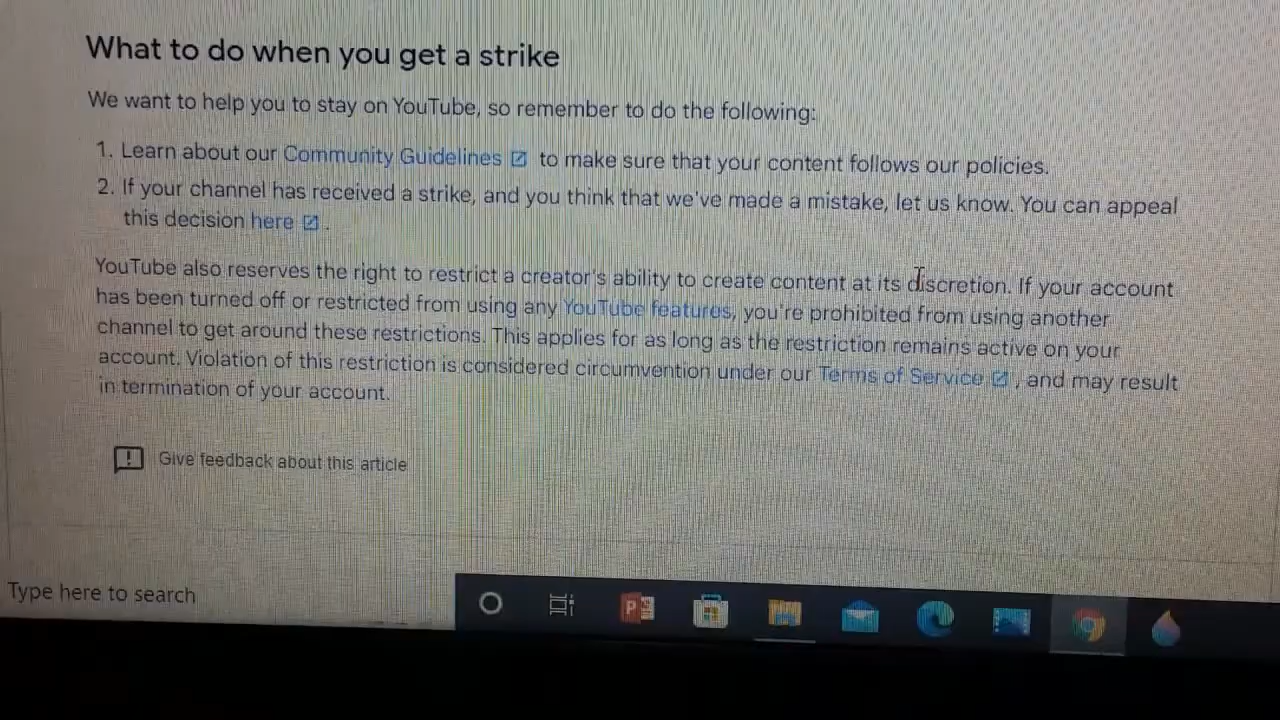 What to do when you get a strike
We want to help you to stay on YouTube, so remember to do the following:
1. Learn about our Community Guidelines to make sure that your content follows our policies.
2. If your channel has received a strike, and you think that we've made a mistake, let us know. You can appeal
this decision here .
YouTube also reserves the right to restrict a creator's ability to create content at its discretion. If your account
has been turned off or restricted from using any YouTube features, you're prohibited from using another
channel to get around these restrictions. This applies for as long as the restriction remains active on your
account. Violation of this restriction is considered circumvention under our Terms of Service , and may result
in termination of your account.
! Give feedback about this article
Type here to search
P